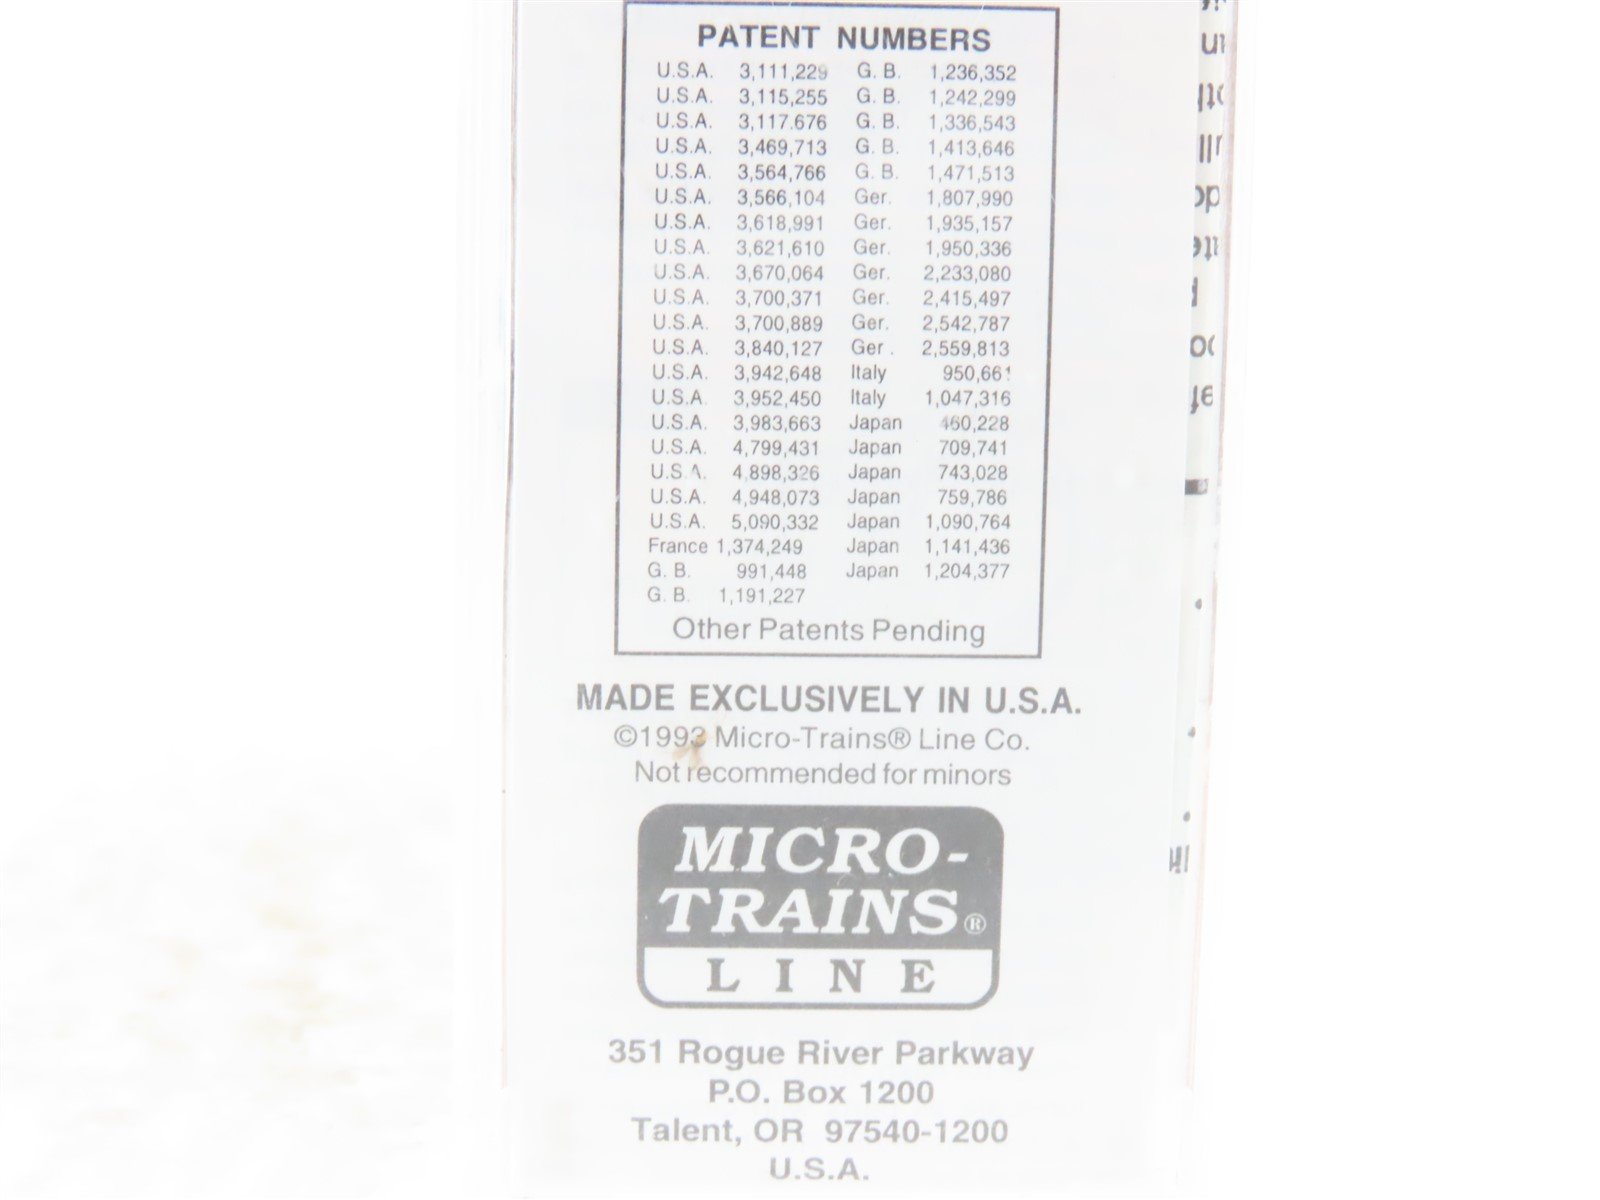 PATENT NUMBERS
U.S.A. 3,111,229 G. B. 1,236,352
U.S.A. 3,115,255 G. B. 1,242,299
U.S.A. 3,117.676 G. B. 1,336,543
U.S.A. 3,469,713 G. B. 1,413,646
U.S.A. 3,564,766 G. B. 1,471,513
U.S.A. 3,566,104 Ger. 1,807,990
U.S.A. 3,618,991 Ger. 1,935,157
U.S.A. 3,621,610 Ger. 1,950,336
U.S.A. 3,670,064 Ger. 2,233,080
U.S.A. 3,700,371 Ger. 2,415,497
U.S.A. 3,700,889 Ger. 2,542,787
U.S.A. 3,840,127 Ger. 2,559,813
U.S.A. 3,942,648 Italy 950,661
U.S.A. 3,952,450 Italy 1,047,316
U.S.A. 3,983,663 Japan 460,228
U.S.A. 4,799,431 Japan 709,741
U.S.A. 4,898,326 Japan 743,028
U.S.A. 4,948,073 Japan 759,786
U.S.A. 5,090,332 Japan 1,090,764
France 1,374,249 Japan 1,141,436
G. B. 991,448 Japan 1,204,377
G. B. 1,191,227
Other Patents Pending
MADE EXCLUSIVELY IN U.S.A.
©1993 Micro-Trains® Line Co.
Not recommended for minors
MICRO-
TRAINS®
LINE
351 Rogue River Parkway
P.O. Box 1200
Talent, OR 97540-1200
U.S.A.